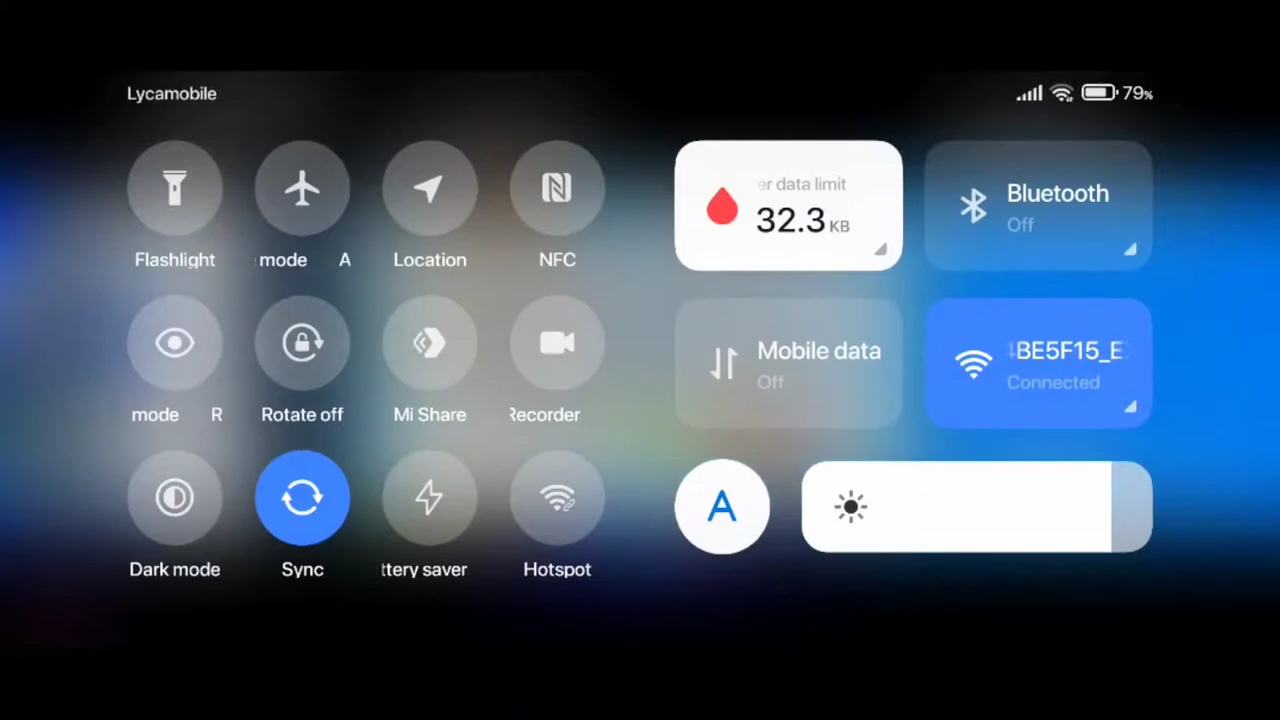 Lycamobile
79%
Flashlight
mode A
Location
NFC
er data limit
32.3 KB
Bluetooth
Off
mode R
Rotate off
Mi Share
Recorder
Mobile data
Off
4BE5F15_E
Connected
Dark mode
Sync
ttery saver
Hotspot
A